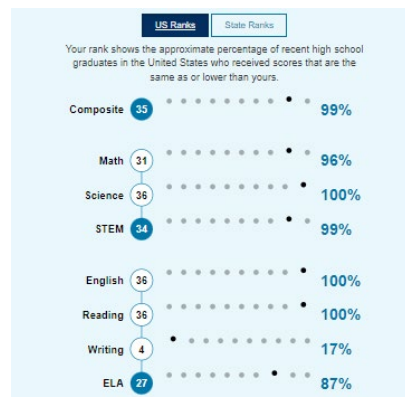 US Ranks State Ranks
Your rank shows the approximate percentage of recent high school
graduates in the United States who received scores that are the
same as or lower than yours.
Composite 35 99%
Math 31 96%
Science 36 100%
STEM 34 99%
English 36 100%
Reading 36 100%
Writing 4 17%
ELA 27 87%